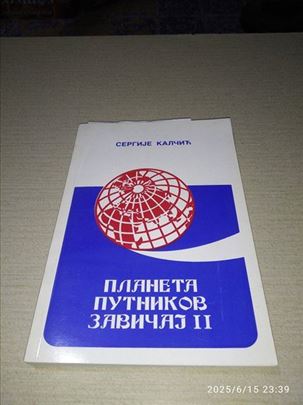 СЕРГИЈЕ КАЛЧИЋ
ПЛАНЕТА
ПУТНИКОВ
ЗАВИЧАЈ II
2025/6/15 23:39